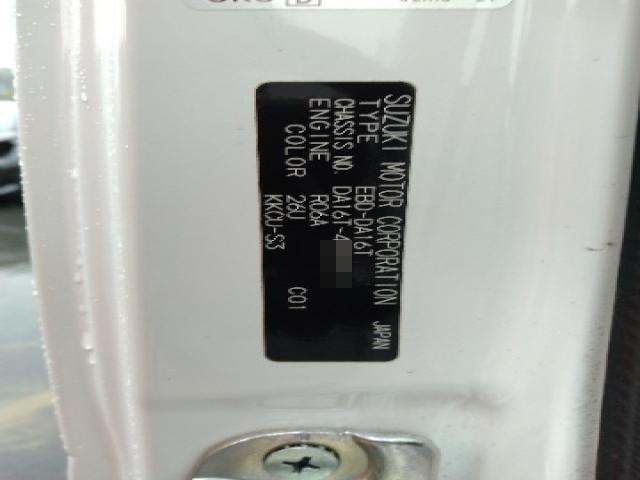 SUZUKI MOTOR CORPORATION JAPAN
TYPE EBD-DA16T
CHASSIS NO. DA16T-4
ENGINE R06A
COLOR 26U C01
KKCU-S3